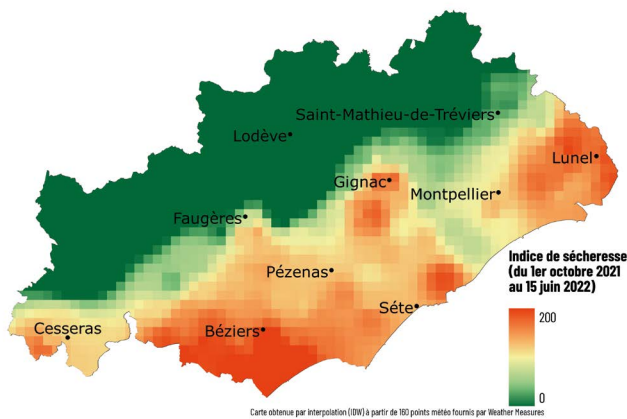 Saint-Mathieu-de-Tréviers
Lodève
Lunel
Gignac
Montpellier
Faugères
Indice de sécheresse
(du 1er octobre 2021
au 15 juin 2022)
Pézenas
Séte
200
Cesseras
Béziers
0
Carte obtenue par interpolation (IDW) à partir de 160 points météo fournis par Weather Measures